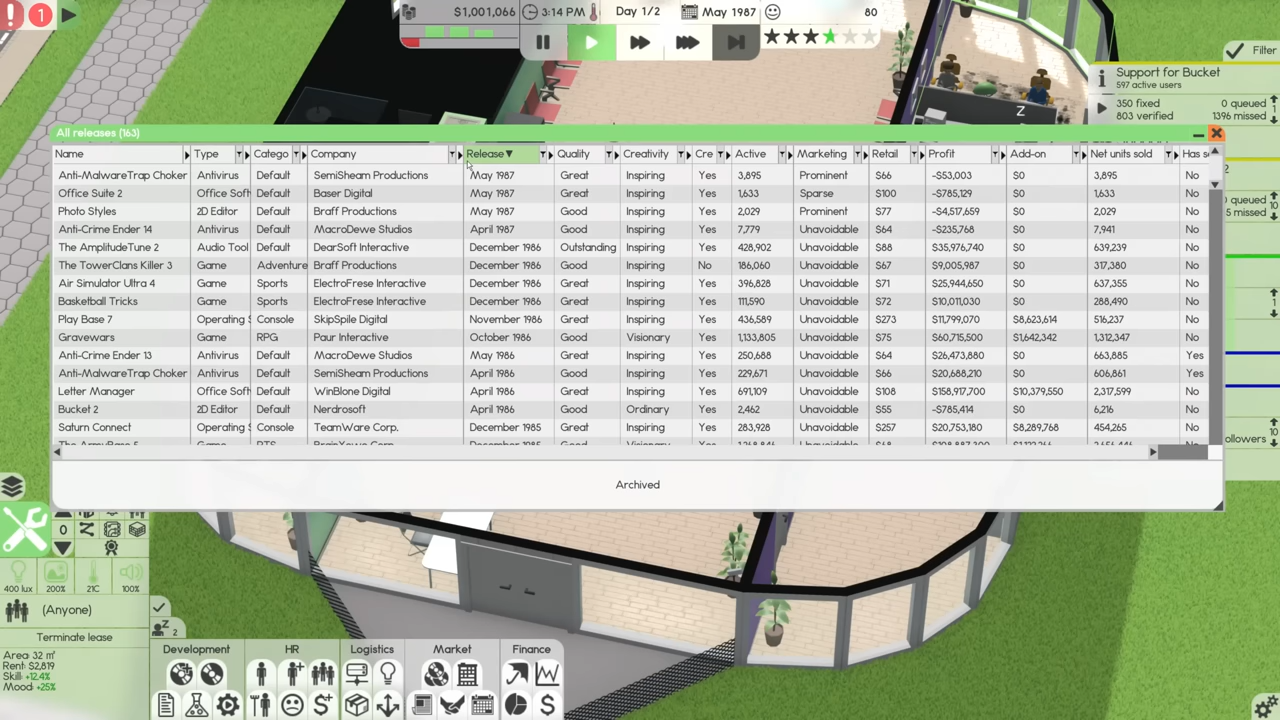 1
$1,001,066
3:14 PM
Day 1/2
May 1987
80
Filter
Support for Bucket
597 active users
350 fixed 0 queued
803 verified 1396 missed
All releases (163)
Name Type Catego Company Release Quality Creativity Cre Active Marketing Retail Profit Add-on Net units sold Has s
Anti-MalwareTrap Choker Antivirus Default SemiSheam Productions May 1987 Great Inspiring Yes 3,895 Prominent $66 -$53,003 $0 3,895 No
Office Suite 2 Office Soft Default Baser Digital May 1987 Great Inspiring Yes 1,633 Sparse $100 -$785,129 $0 1,633 No
Photo Styles 2D Editor Default Braff Productions May 1987 Good Inspiring Yes 2,029 Prominent $77 -$4,517,659 $0 2,029 No
Anti-Crime Ender 14 Antivirus Default MacroDewe Studios April 1987 Good Inspiring Yes 7,779 Unavoidable $64 -$235,768 $0 7,941 No
The AmplitudeTune 2 Audio Tool Default DearSoft Interactive December 1986 Outstanding Inspiring Yes 428,902 Unavoidable $88 $35,976,740 $0 639,239 No
The TowerClans Killer 3 Game Adventure Braff Productions December 1986 Good Inspiring No 186,060 Unavoidable $67 $9,005,987 $0 317,380 No
Air Simulator Ultra 4 Game Sports ElectroFrese Interactive December 1986 Great Inspiring Yes 396,828 Unavoidable $71 $25,944,650 $0 637,355 No
Basketball Tricks Game Sports ElectroFrese Interactive December 1986 Great Inspiring Yes 111,590 Unavoidable $72 $10,011,030 $0 288,490 No
Play Base 7 Operating S Console SkipSpile Digital November 1986 Great Inspiring Yes 436,589 Unavoidable $273 $11,799,070 $8,623,614 516,237 No
Gravewars Game RPG Paur Interactive October 1986 Good Visionary Yes 1,133,805 Unavoidable $75 $60,715,500 $1,642,342 1,312,347 No
Anti-Crime Ender 13 Antivirus Default MacroDewe Studios May 1986 Great Inspiring Yes 250,688 Unavoidable $64 $26,473,880 $0 663,885 Yes
Anti-MalwareTrap Choker Antivirus Default SemiSheam Productions April 1986 Great Inspiring Yes 229,671 Unavoidable $66 $20,688,210 $0 606,861 Yes
Letter Manager Office Soft Default WinBlone Digital April 1986 Great Inspiring Yes 691,109 Unavoidable $108 $158,917,700 $10,379,550 2,317,599 No
Bucket 2 2D Editor Default Nerdrosoft April 1986 Good Ordinary Yes 2,462 Unavoidable $55 -$785,414 $0 6,216 No
Saturn Connect Operating S Console TeamWare Corp. December 1985 Good Inspiring Yes 283,928 Unavoidable $257 $20,753,180 $8,289,768 454,265 No
Archived
0
400 lux 200% 21C 100%
(Anyone)
Terminate lease
Area: 32 m²
Rent: $2,819
Skill: +12.4%
Mood: +25%
Z 2
Development HR Logistics Market Finance